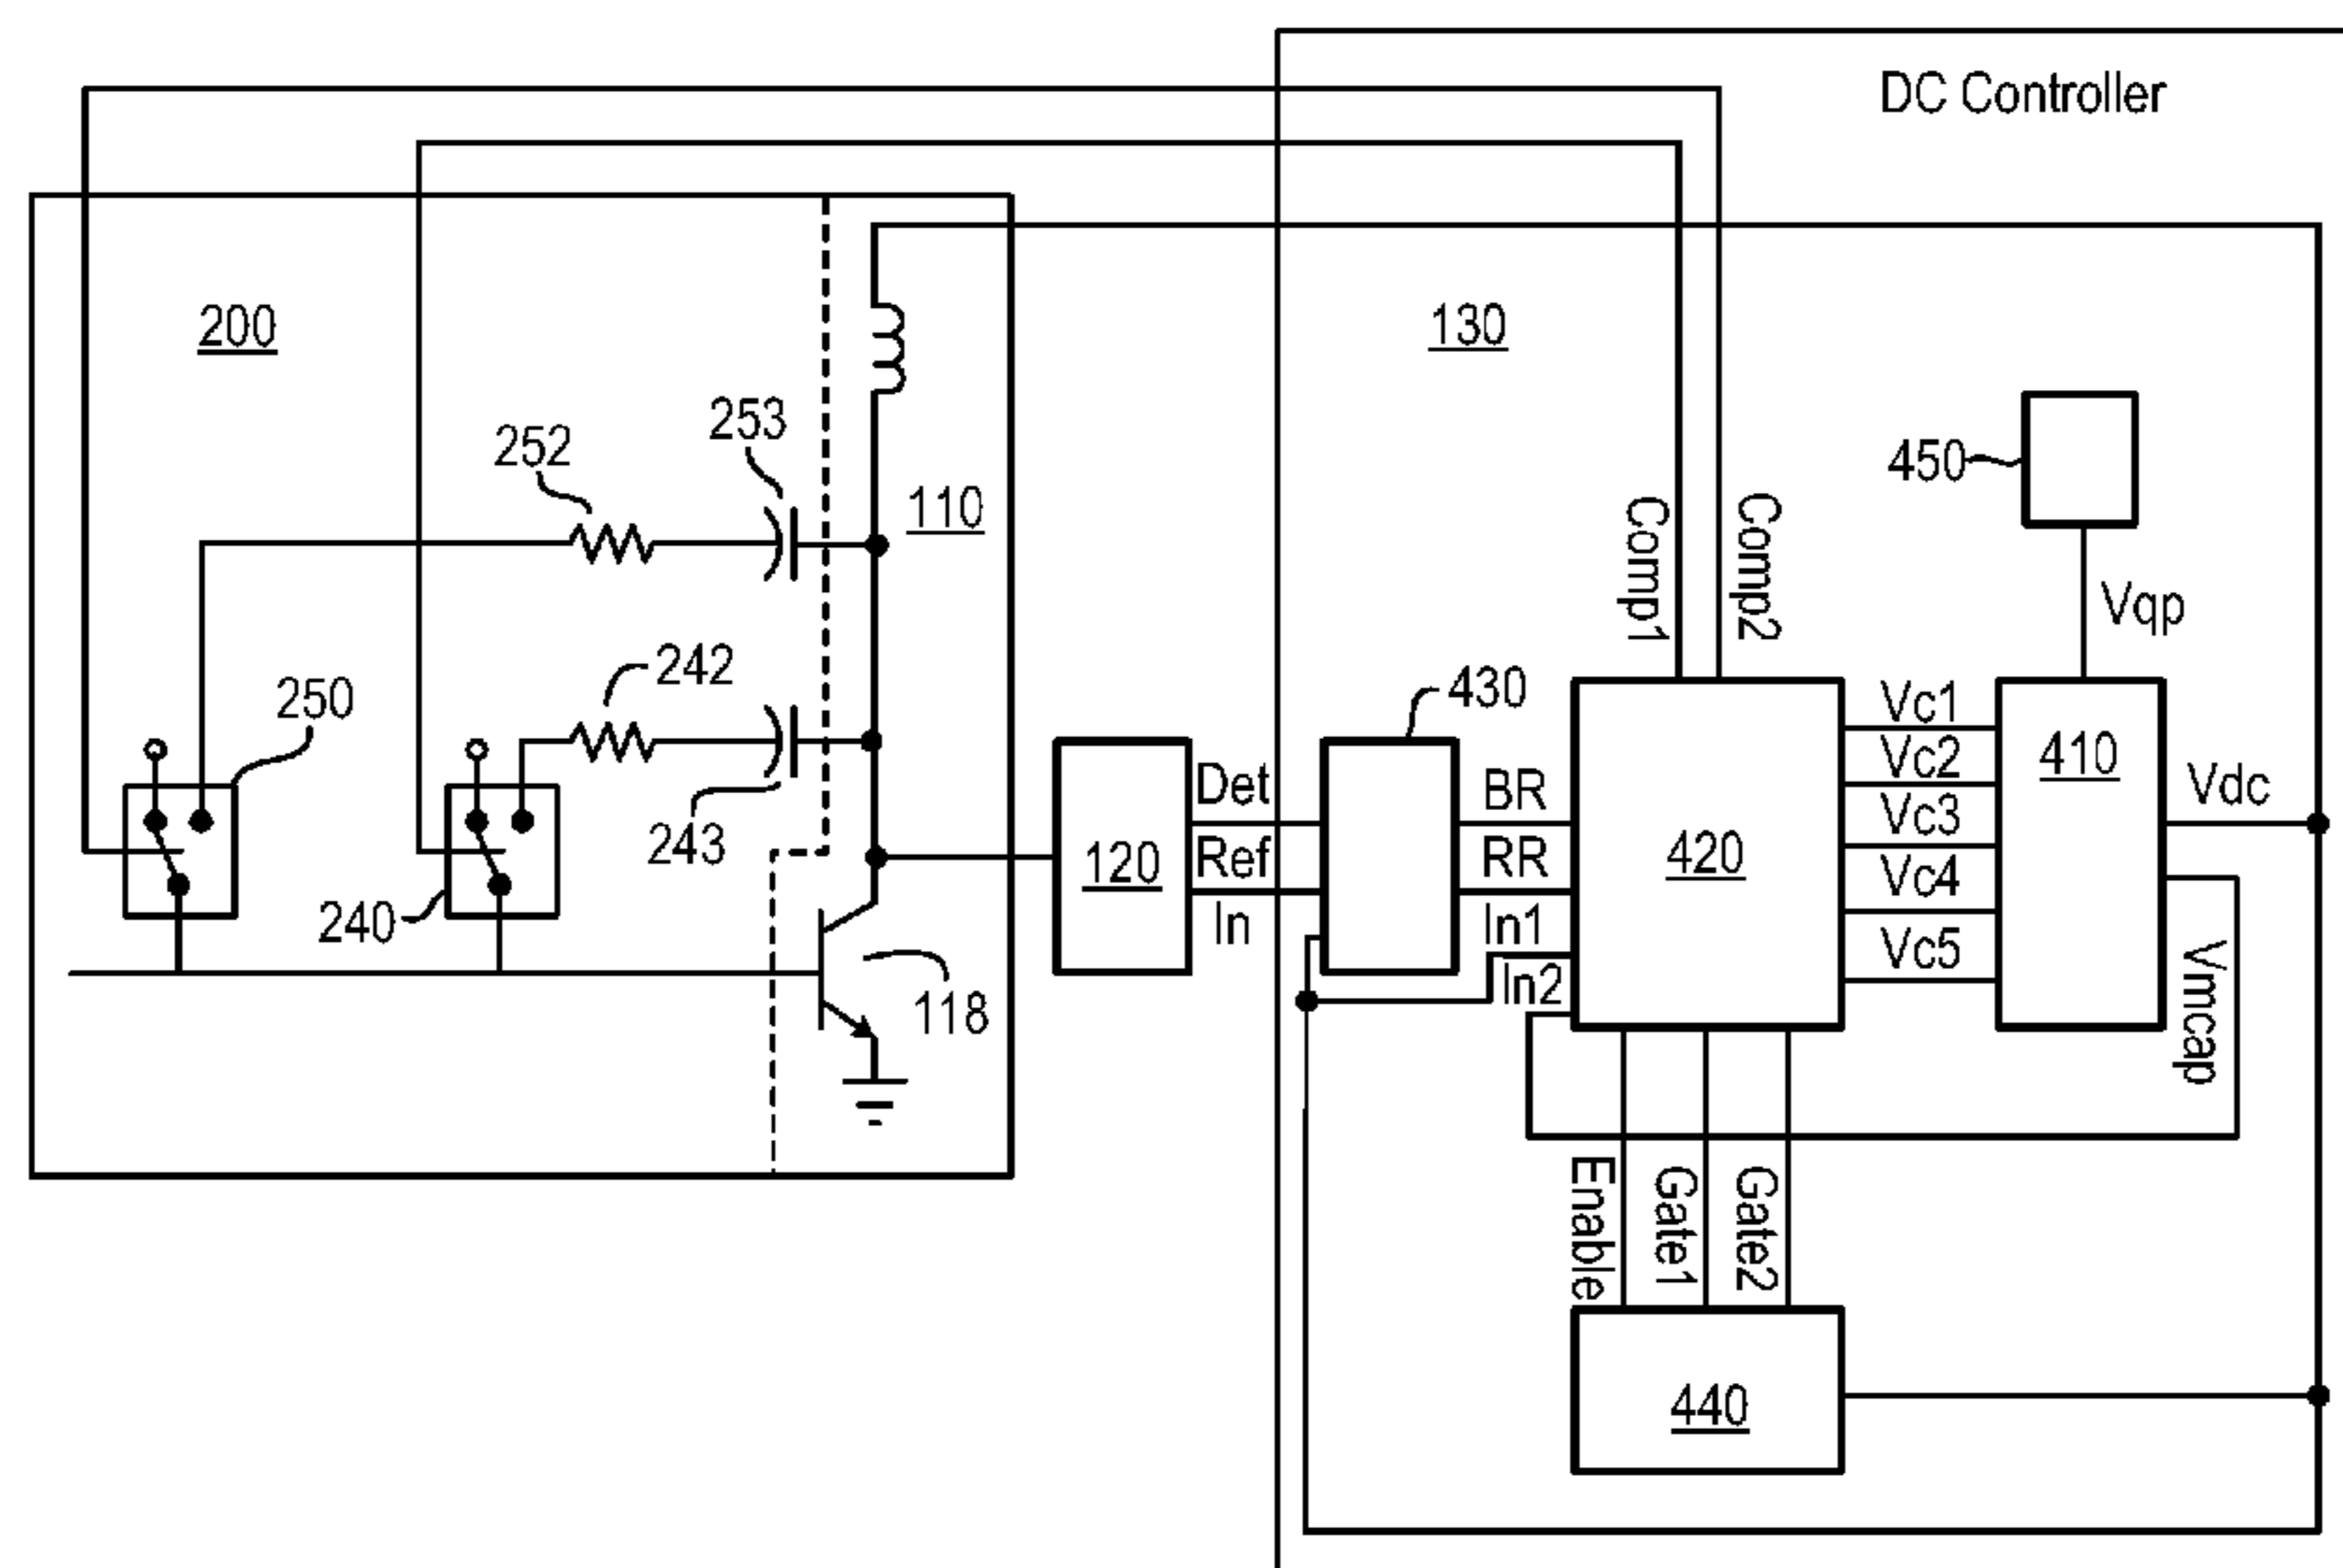 DC Controller
200
130
253
252
450
110
Comp1
Comp2
Vqp
242
430
250
Vc1
410
Vc2
Det
BR
Vdc
Vc3
243
120
Ref
RR
420
Vc4
240
In
In1
Vc5
In2
118
Vmcap
Enable
Gate1
Gate2
440